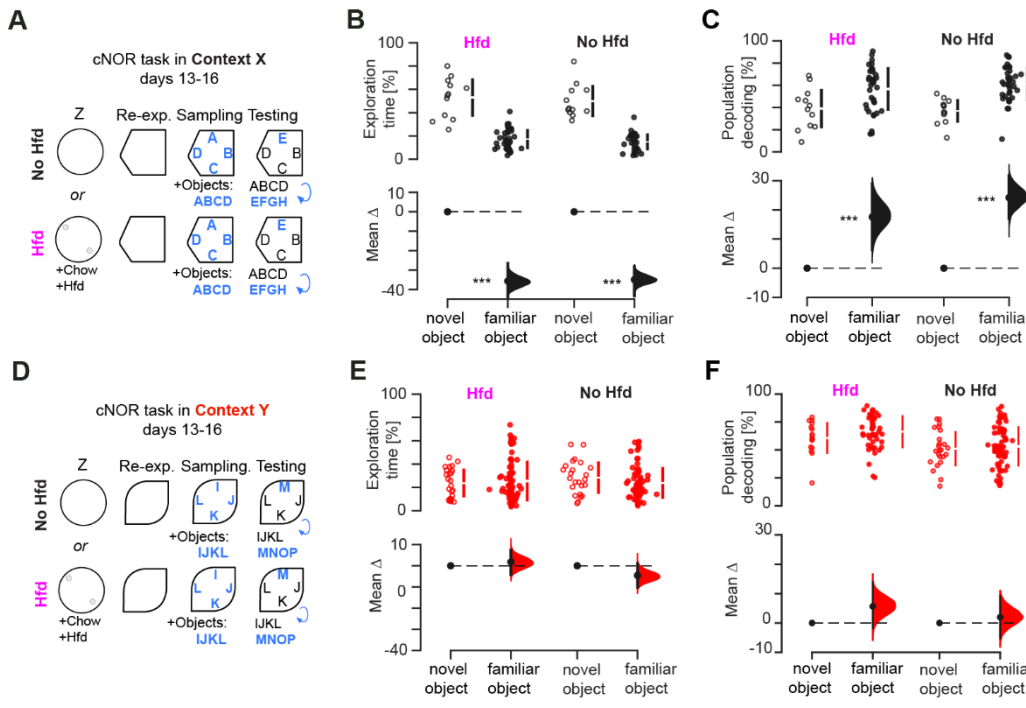 A
cNOR task in Context X
days 13-16
Z Re-exp. Sampling Testing
No Hfd
A
D B
C
E
D B
C
or
+Objects: ABCD
ABCD EFGH
Hfd
A
D B
C
E
D B
C
+Chow
+Hfd
+Objects: ABCD
ABCD EFGH
B
Hfd No Hfd
Exploration
time [%]
100
0
Mean Δ
10
0
-40
*** ***
novel
object
familiar
object
novel
object
familiar
object
C
Hfd No Hfd
Population
decoding [%]
100
0
Mean Δ
30
0
-10
*** ***
novel
object
familiar
object
novel
object
familiar
object
D
cNOR task in Context Y
days 13-16
Z Re-exp. Sampling. Testing
No Hfd
I
L J
K
M
L J
K
or
+Objects: IJKL
IJKL MNOP
Hfd
I
L J
K
M
L J
K
+Chow
+Hfd
+Objects: IJKL
IJKL MNOP
E
Hfd No Hfd
Exploration
time [%]
100
0
Mean Δ
10
0
-40
novel
object
familiar
object
novel
object
familiar
object
F
Hfd No Hfd
Population
decoding [%]
100
0
Mean Δ
30
0
-10
novel
object
familiar
object
novel
object
familiar
object